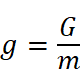 g = G/m